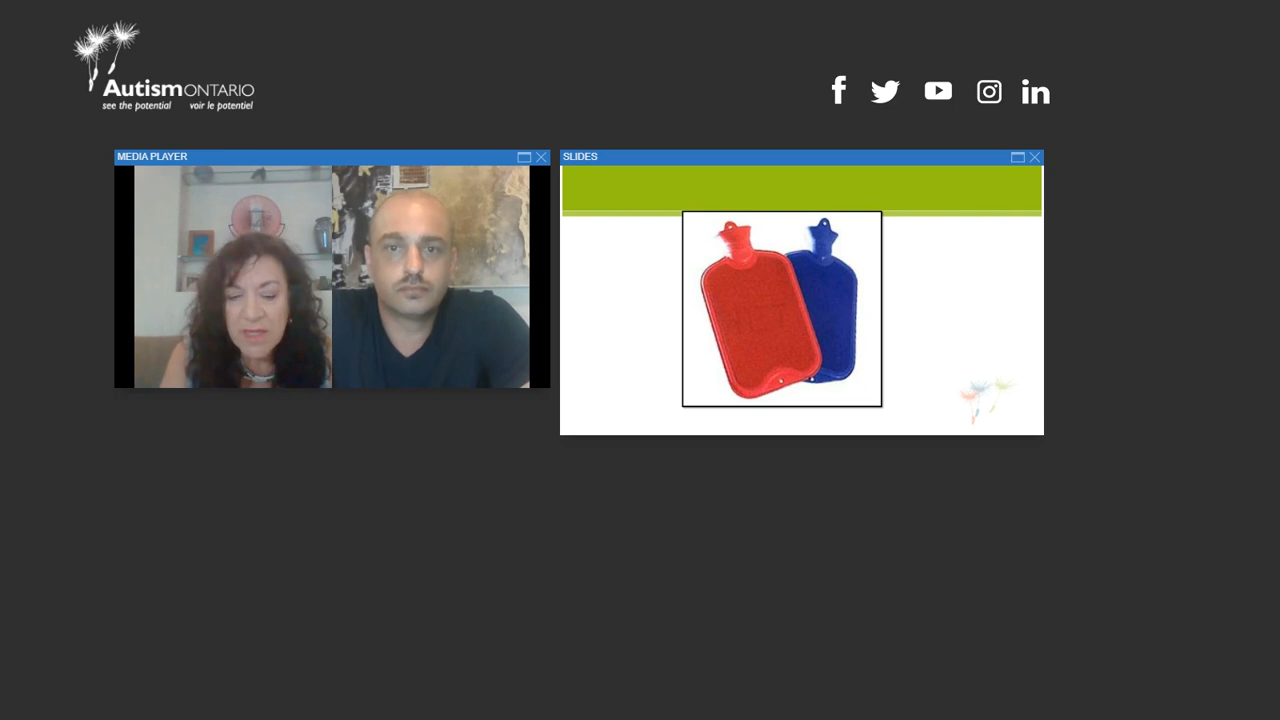 Autism ONTARIO
see the potential voir le potentiel
MEDIA PLAYER
SLIDES